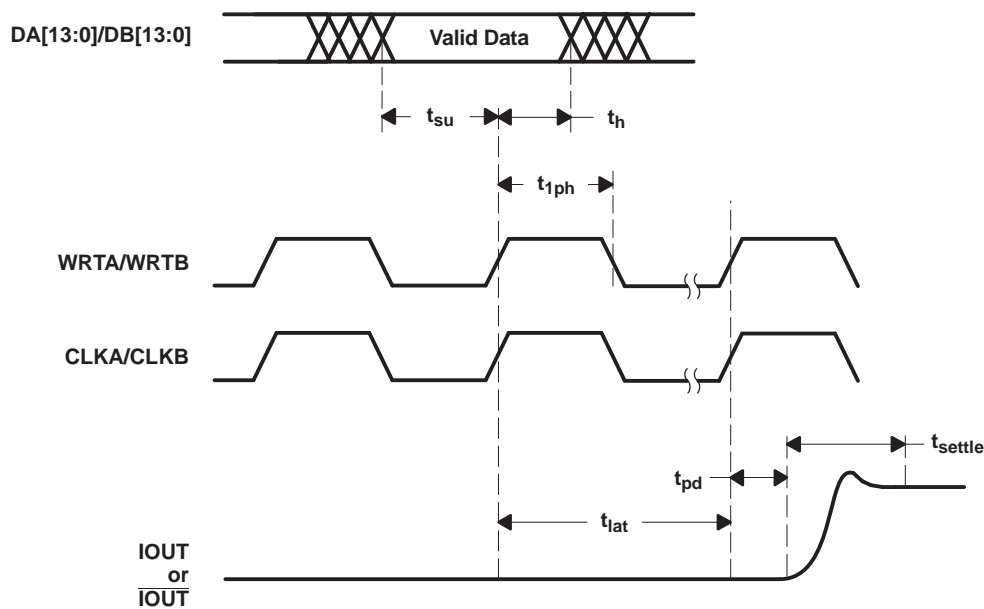 DA[13:0]/DB[13:0]
Valid Data
tsu
th
t1ph
WRTA/WRTB
CLKA/CLKB
tsettle
tpd
tlat
IOUT
or
IOUT